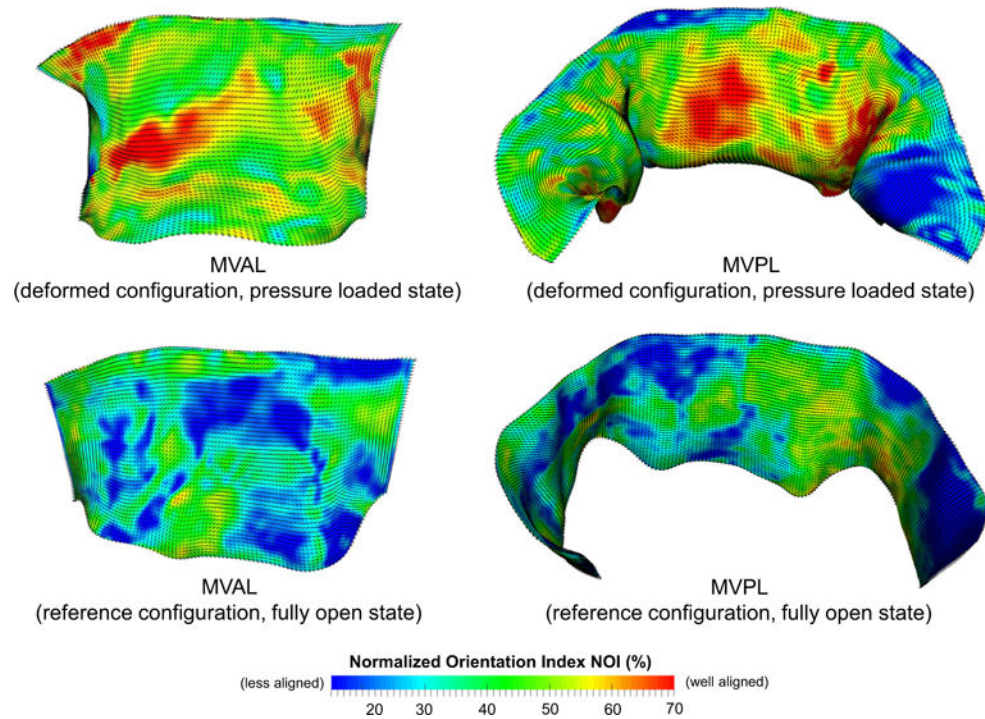 MVAL
(deformed configuration, pressure loaded state)
MVPL
(deformed configuration, pressure loaded state)
MVAL
(reference configuration, fully open state)
MVPL
(reference configuration, fully open state)
Normalized Orientation Index NOI (%)
(less aligned)
(well aligned)
20 30 40 50 60 70